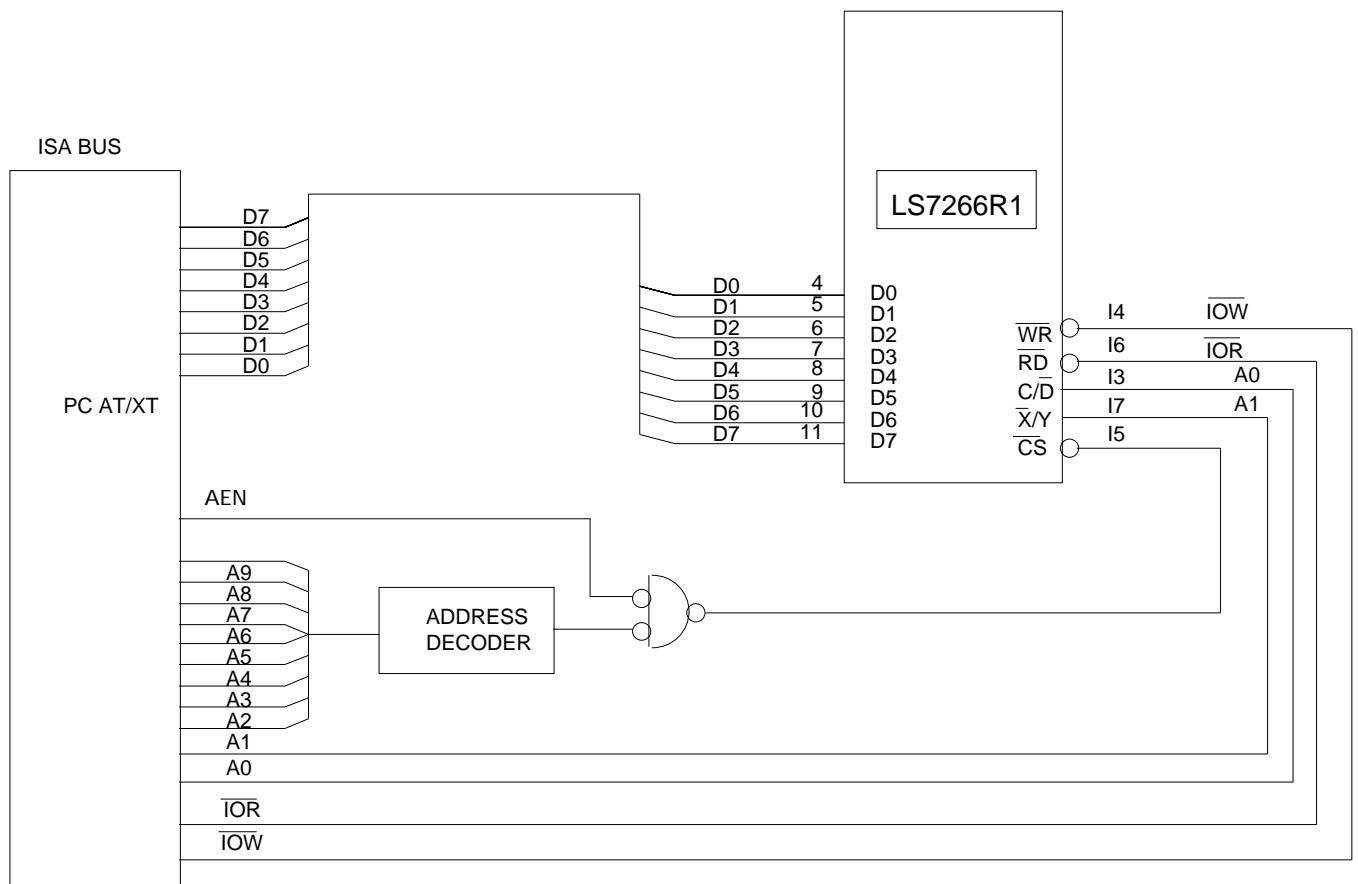 ISA BUS
PC AT/XT
D7
D6
D5
D4
D3
D2
D1
D0
AEN
A9
A8
A7
A6
A5
A4
A3
A2
A1
A0
IOR
IOW
ADDRESS
DECODER
D0 4
D1 5
D2 6
D3 7
D4 8
D5 9
D6 10
D7 11
LS7266R1
D0
D1
D2
D3
D4
D5
D6
D7
WR
RD
C/D
X/Y
CS
I4 IOW
I6 IOR
I3 A0
I7 A1
I5